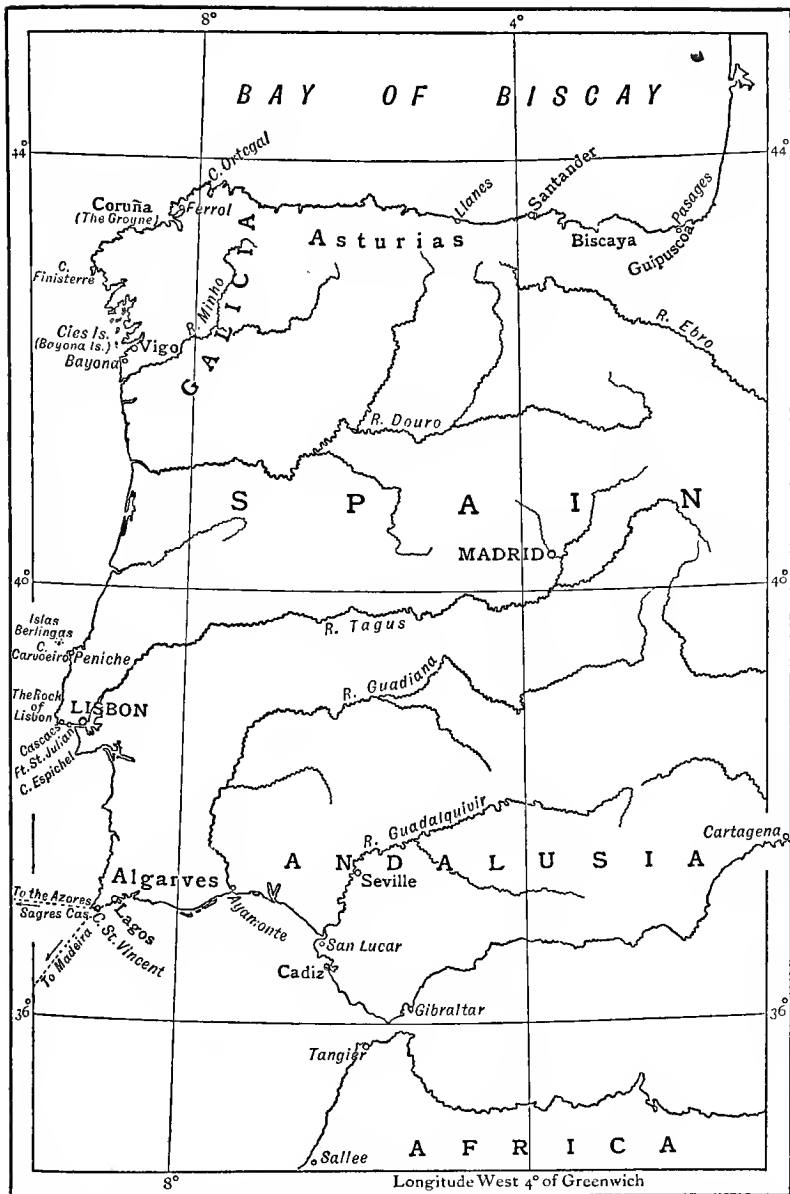 8° 4°
BAY OF BISCAY
44° 44°
C. Ortegal
Coruña
(The Groyne)
Ferrol
Llanes
Santander
Pasages
Asturias
Biscaya
Guipuscoa
C.
Finisterre
GALICIA
R. Minho
R. Ebro
Cies Is.
(Bayona Is.)
Vigo
Bayona
R. Douro
SPAIN
MADRID
40° 40°
Islas
Berlingas
C.
Carvoeiro
Peniche
R. Tagus
The Rock
of
Lisbon
LISBON
R. Guadiana
Cascaes
Ft. St. Julian
C. Espichel
R. Guadalquivir
Cartagena
ANDALUSIA
Seville
Algarves
To the Azores
Sagres Cas.
Lagos
C. St. Vincent
To Madeira
Ayamonte
San Lucar
Cadiz
Gibraltar
36° 36°
Tangier
Sallee
AFRICA
8° Longitude West 4° of Greenwich